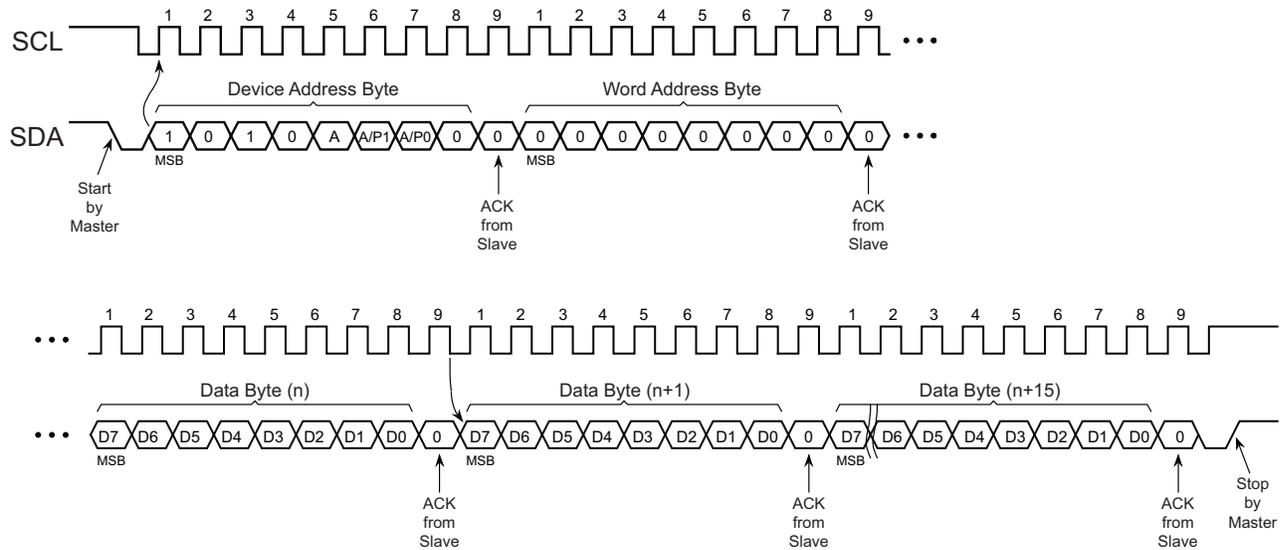 1 2 3 4 5 6 7 8 9 1 2 3 4 5 6 7 8 9
SCL •••
Device Address Byte Word Address Byte
SDA 1 0 1 0 A A/P1 A/P0 0 0 0 0 0 0 0 0 0 0 0 •••
MSB MSB
Start
by
Master
ACK
from
Slave
ACK
from
Slave
1 2 3 4 5 6 7 8 9 1 2 3 4 5 6 7 8 9 1 2 3 4 5 6 7 8 9
•••
Data Byte (n) Data Byte (n+1) Data Byte (n+15)
••• D7 D6 D5 D4 D3 D2 D1 D0 0 D7 D6 D5 D4 D3 D2 D1 D0 0 D7 D6 D5 D4 D3 D2 D1 D0 0
MSB MSB MSB
ACK
from
Slave
ACK
from
Slave
ACK
from
Slave
Stop
by
Master